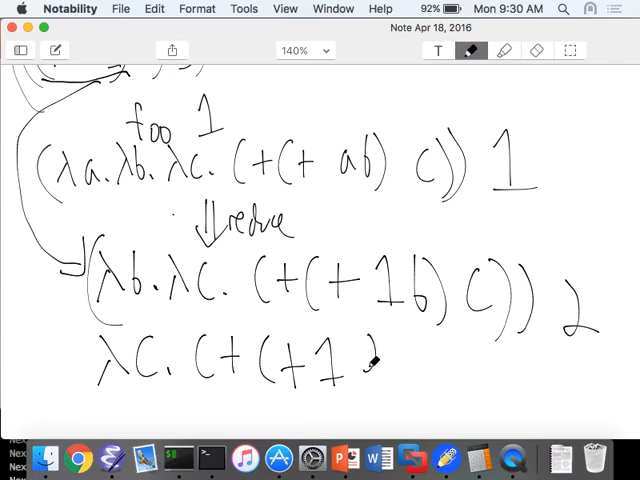 Notability File Edit Format Tools View Window Help 92% Mon 9:30 AM
Note Apr 18, 2016
140% T
foo 1
(λa.λb.λc. (+(+ ab) c)) 1
⇓reduce
(λb.λc. (+(+1b) c)) 2
λc. (+(+1